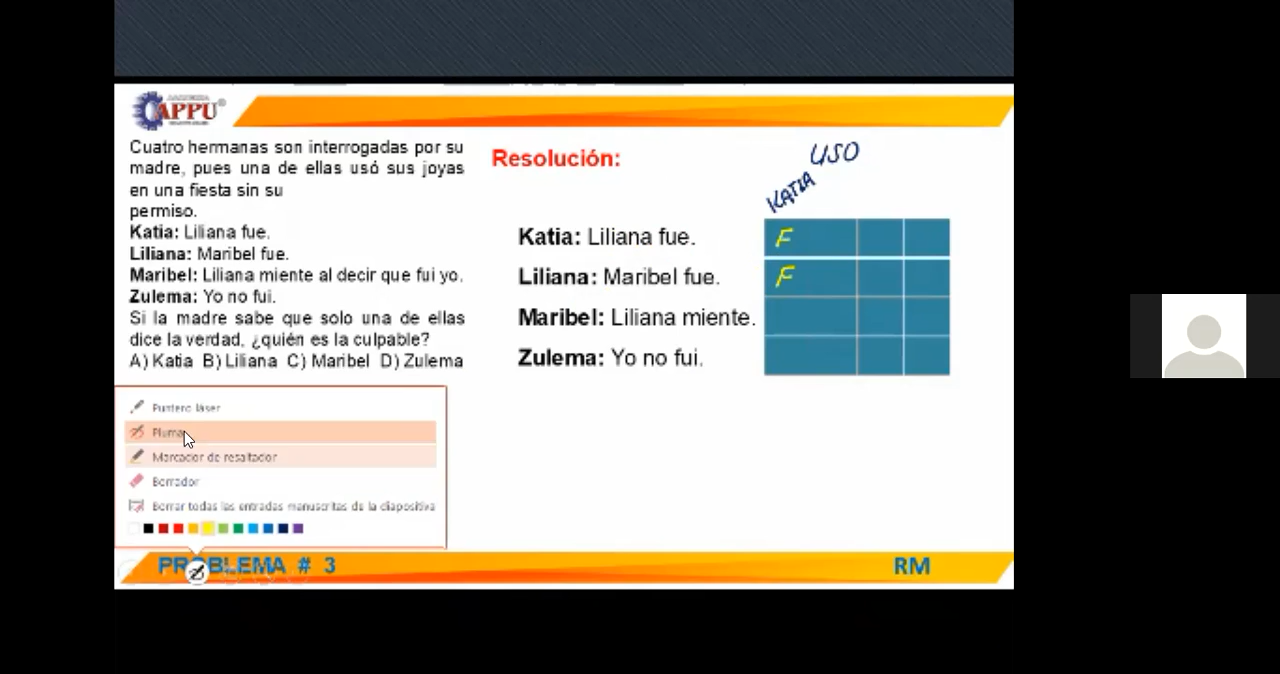 APPU
Cuatro hermanas son interrogadas por su
madre, pues una de ellas usó sus joyas
en una fiesta sin su
permiso.
Katia: Liliana fue.
Liliana: Maribel fue.
Maribel: Liliana miente al decir que fui yo.
Zulema: Yo no fui.
Si la madre sabe que solo una de ellas
dice la verdad, ¿quién es la culpable?
A) Katia B) Liliana C) Maribel D) Zulema
Resolución:
USO
KATIA
Katia: Liliana fue.
F
Liliana: Maribel fue.
F
Maribel: Liliana miente.
Zulema: Yo no fui.
Puntero láser
Pluma
Marcador de resaltador
Borrador
Borrar todas las entradas manuscritas de la diapositiva
PROBLEMA # 3
RM